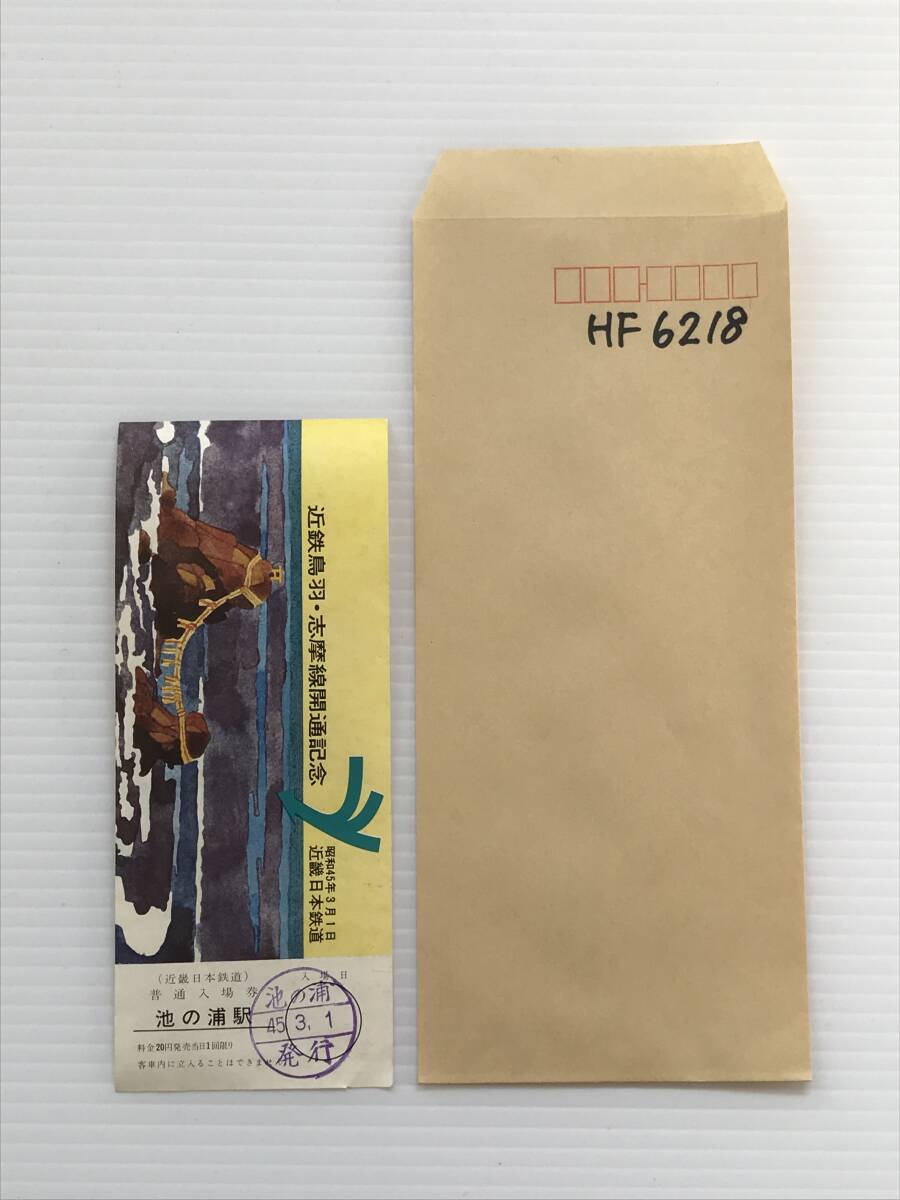 近鉄鳥羽・志摩線開通記念
昭和45年3月1日
近畿日本鉄道
(近畿日本鉄道)
普通入場券
池の浦駅
料金20円発売当日1回限り
客車内に立入ることはできませ
入場日
池の浦
45.3.1
発行
HF 6218